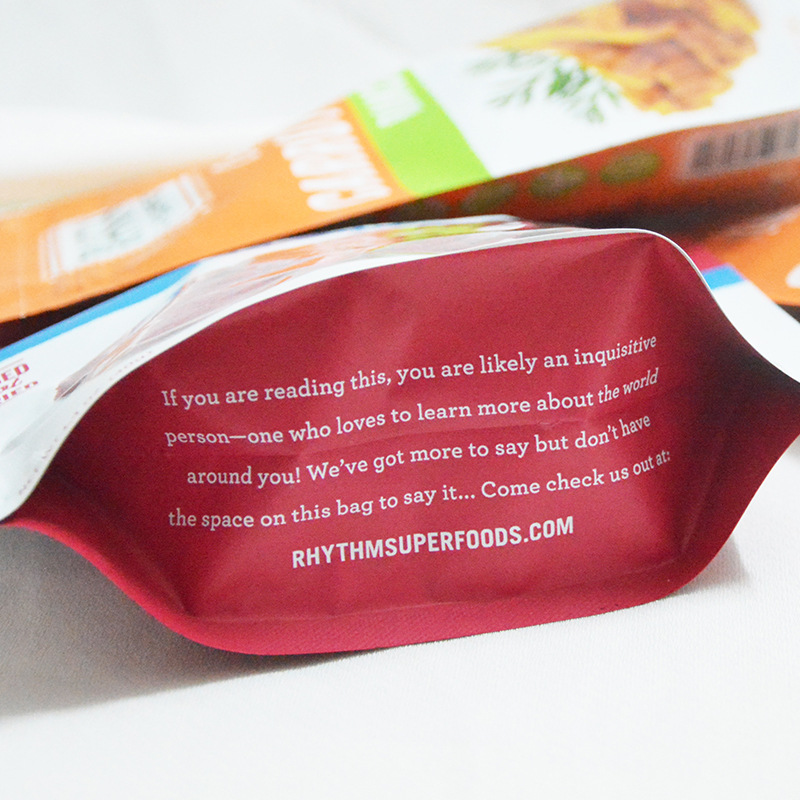 If you are reading this, you are likely an inquisitive
person—one who loves to learn more about the world
around you! We've got more to say but don't have
the space on this bag to say it... Come check us out at:
RHYTHMSUPERFOODS.COM